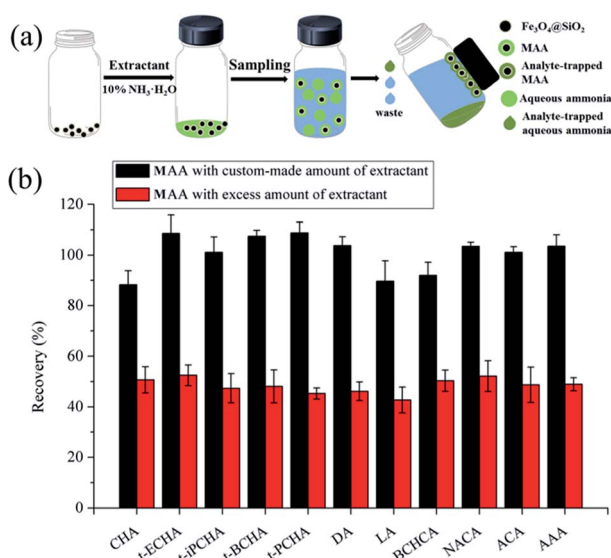 (a)
Extractant
10% NH₃·H₂O
Sampling
waste
Fe₃O₄@SiO₂
MAA
Analyte-trapped
MAA
Aqueous ammonia
Analyte-trapped
aqueous ammonia
(b)
MAA with custom-made amount of extractant
MAA with excess amount of extractant
Recovery (%)
120
100
80
60
40
20
0
CHA
t-ECHA
t-iPCHA
t-BCHA
t-PCHA
DA
LA
BCHCA
NACA
ACA
AAA